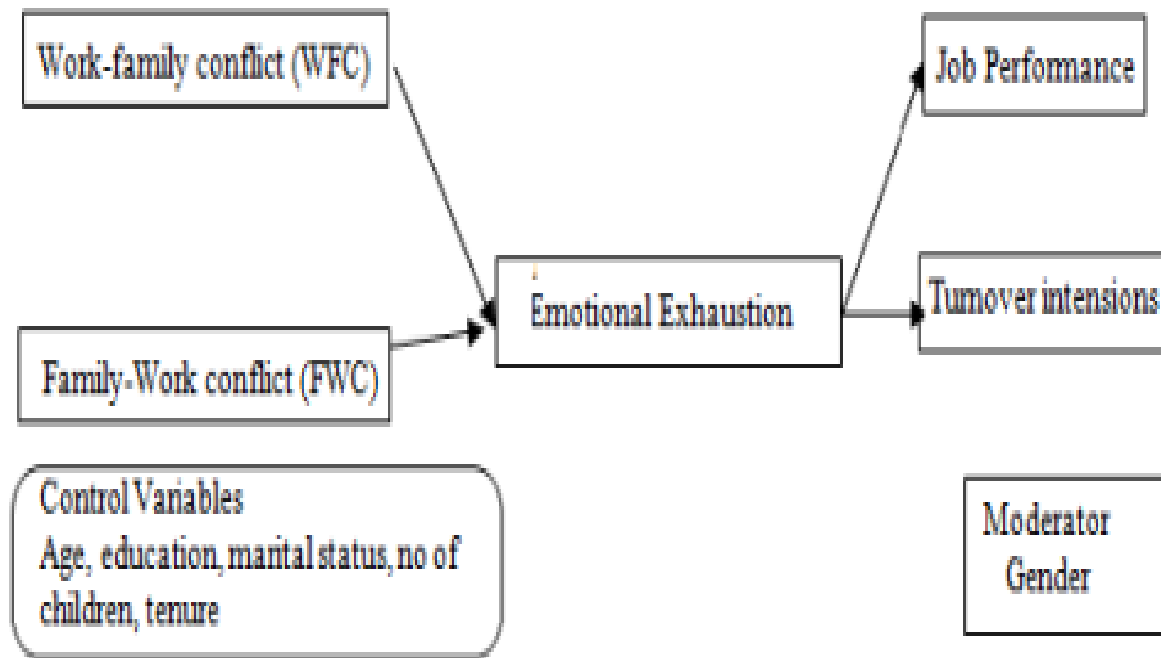 Work-family conflict (WFC)
Job Performance
Emotional Exhaustion
Turnover intensions
Family-Work conflict (FWC)
Control Variables
Age, education, marital status, no of
children, tenure
Moderator
Gender